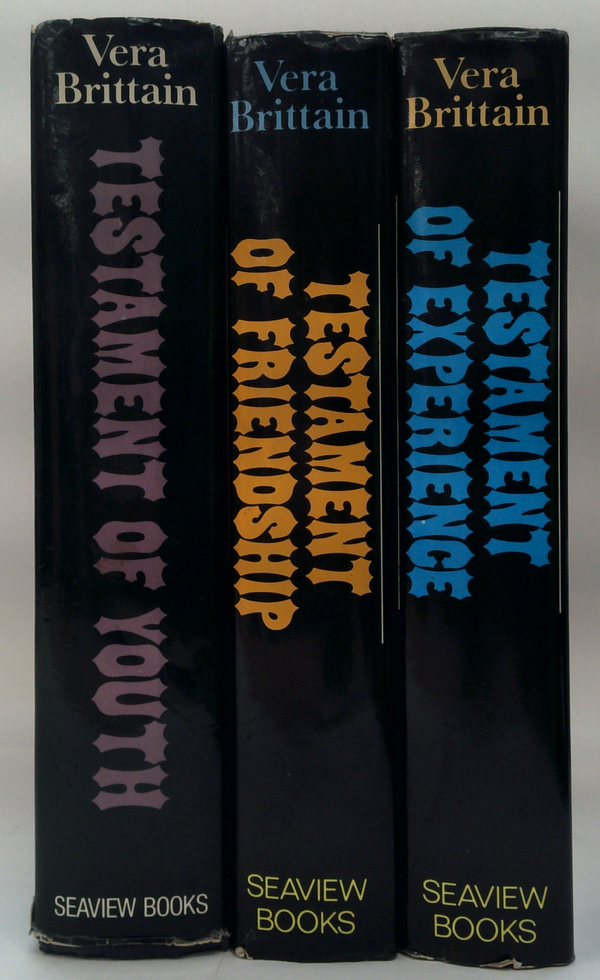 Vera
Brittain
TESTAMENT OF YOUTH
SEAVIEW BOOKS
Vera
Brittain
TESTAMENT
OF FRIENDSHIP
SEAVIEW
BOOKS
Vera
Brittain
TESTAMENT
OF EXPERIENCE
SEAVIEW
BOOKS